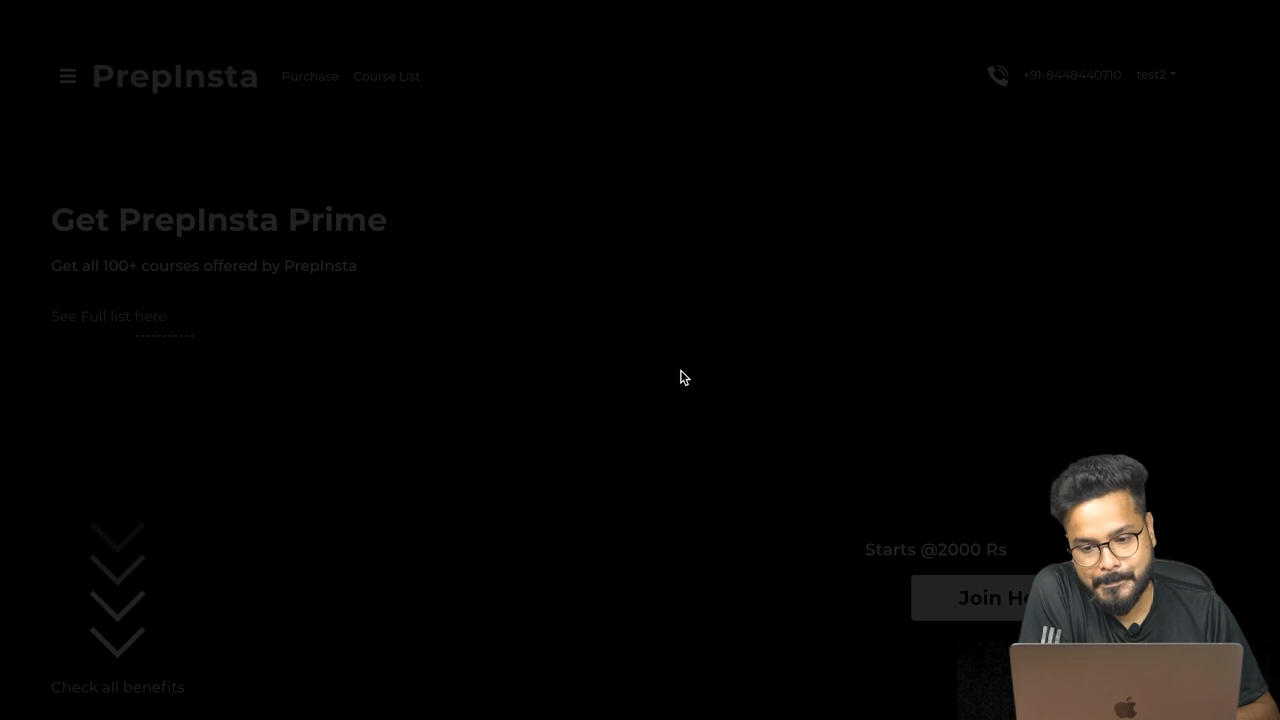 PrepInsta
Purchase
Course List
+91-8448440710
test2
Get PrepInsta Prime
Get all 100+ courses offered by PrepInsta
See Full list here
Starts @2000 Rs
Join
Check all benefits